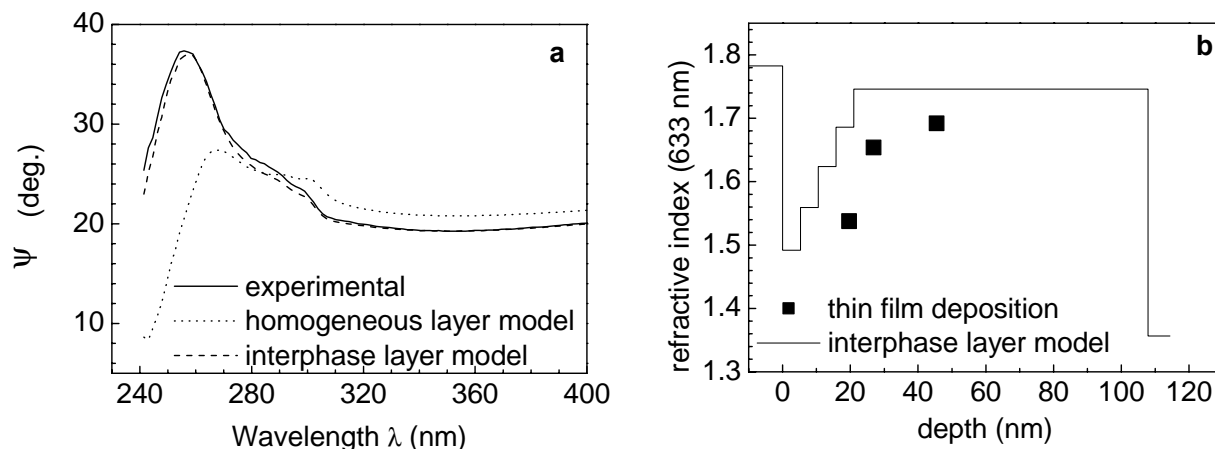 a
40
30
20
10
ψ (deg.)
experimental
homogeneous layer model
interphase layer model
240 280 320 360 400
Wavelength λ (nm)
b
1.8
1.7
1.6
1.5
1.4
1.3
refractive index (633 nm)
thin film deposition
interphase layer model
0 20 40 60 80 100 120
depth (nm)